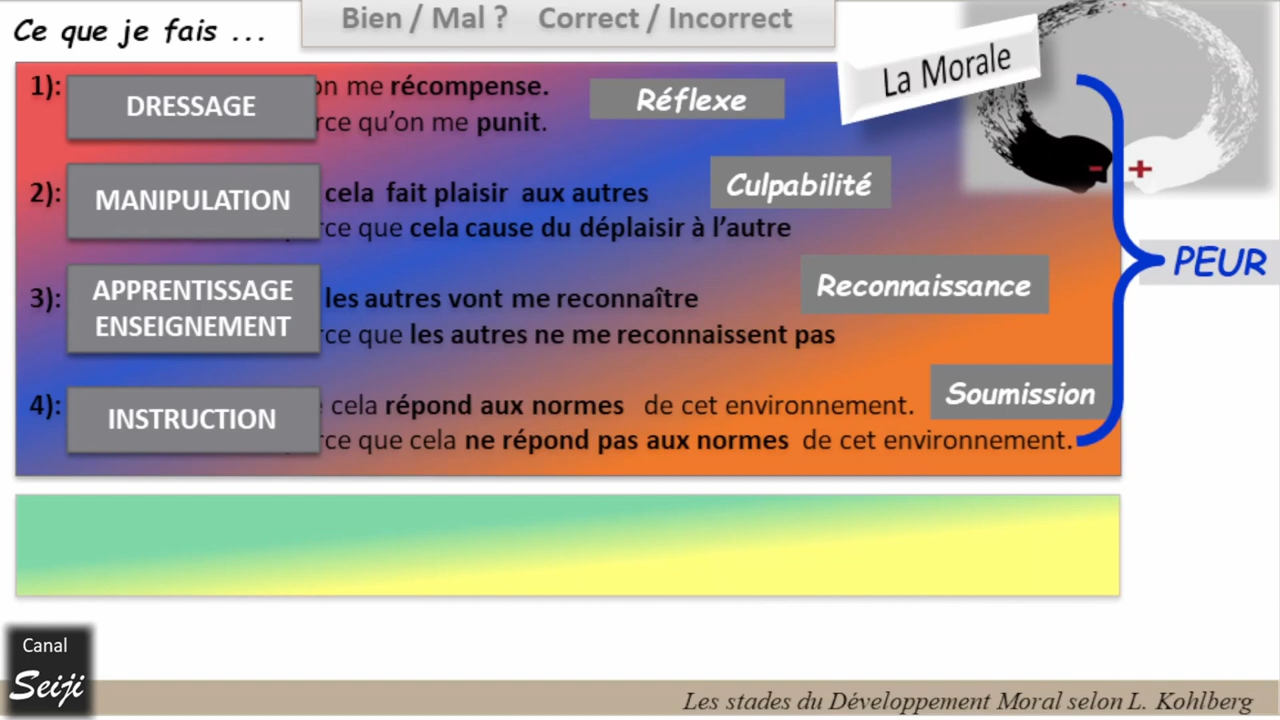 Ce que je fais ...
Bien / Mal ? Correct / Incorrect
La Morale
1): DRESSAGE on me récompense. Réflexe
qu'on me punit.
- +
2): MANIPULATION cela fait plaisir aux autres Culpabilité
que cela cause du déplaisir à l'autre
PEUR
3): APPRENTISSAGE les autres vont me reconnaître Reconnaissance
ENSEIGNEMENT que les autres ne me reconnaissent pas
4): INSTRUCTION cela répond aux normes de cet environnement. Soumission
que cela ne répond pas aux normes de cet environnement.
Canal
Seiji
Les stades du Développement Moral selon L. Kohlberg